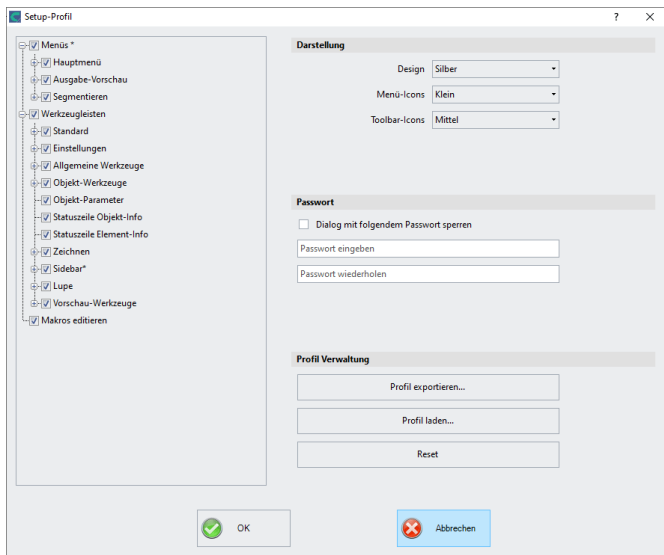 Setup-Profil
?
Menüs *
Hauptmenü
Ausgabe-Vorschau
Segmentieren
Werkzeugleisten
Standard
Einstellungen
Allgemeine Werkzeuge
Objekt-Werkzeuge
Objekt-Parameter
Statuszeile Objekt-Info
Statuszeile Element-Info
Zeichnen
Sidebar*
Lupe
Vorschau-Werkzeuge
Makros editieren
Darstellung
Design Silber
Menü-Icons Klein
Toolbar-Icons Mittel
Passwort
Dialog mit folgendem Passwort sperren
Passwort eingeben
Passwort wiederholen
Profil Verwaltung
Profil exportieren...
Profil laden...
Reset
OK
Abbrechen